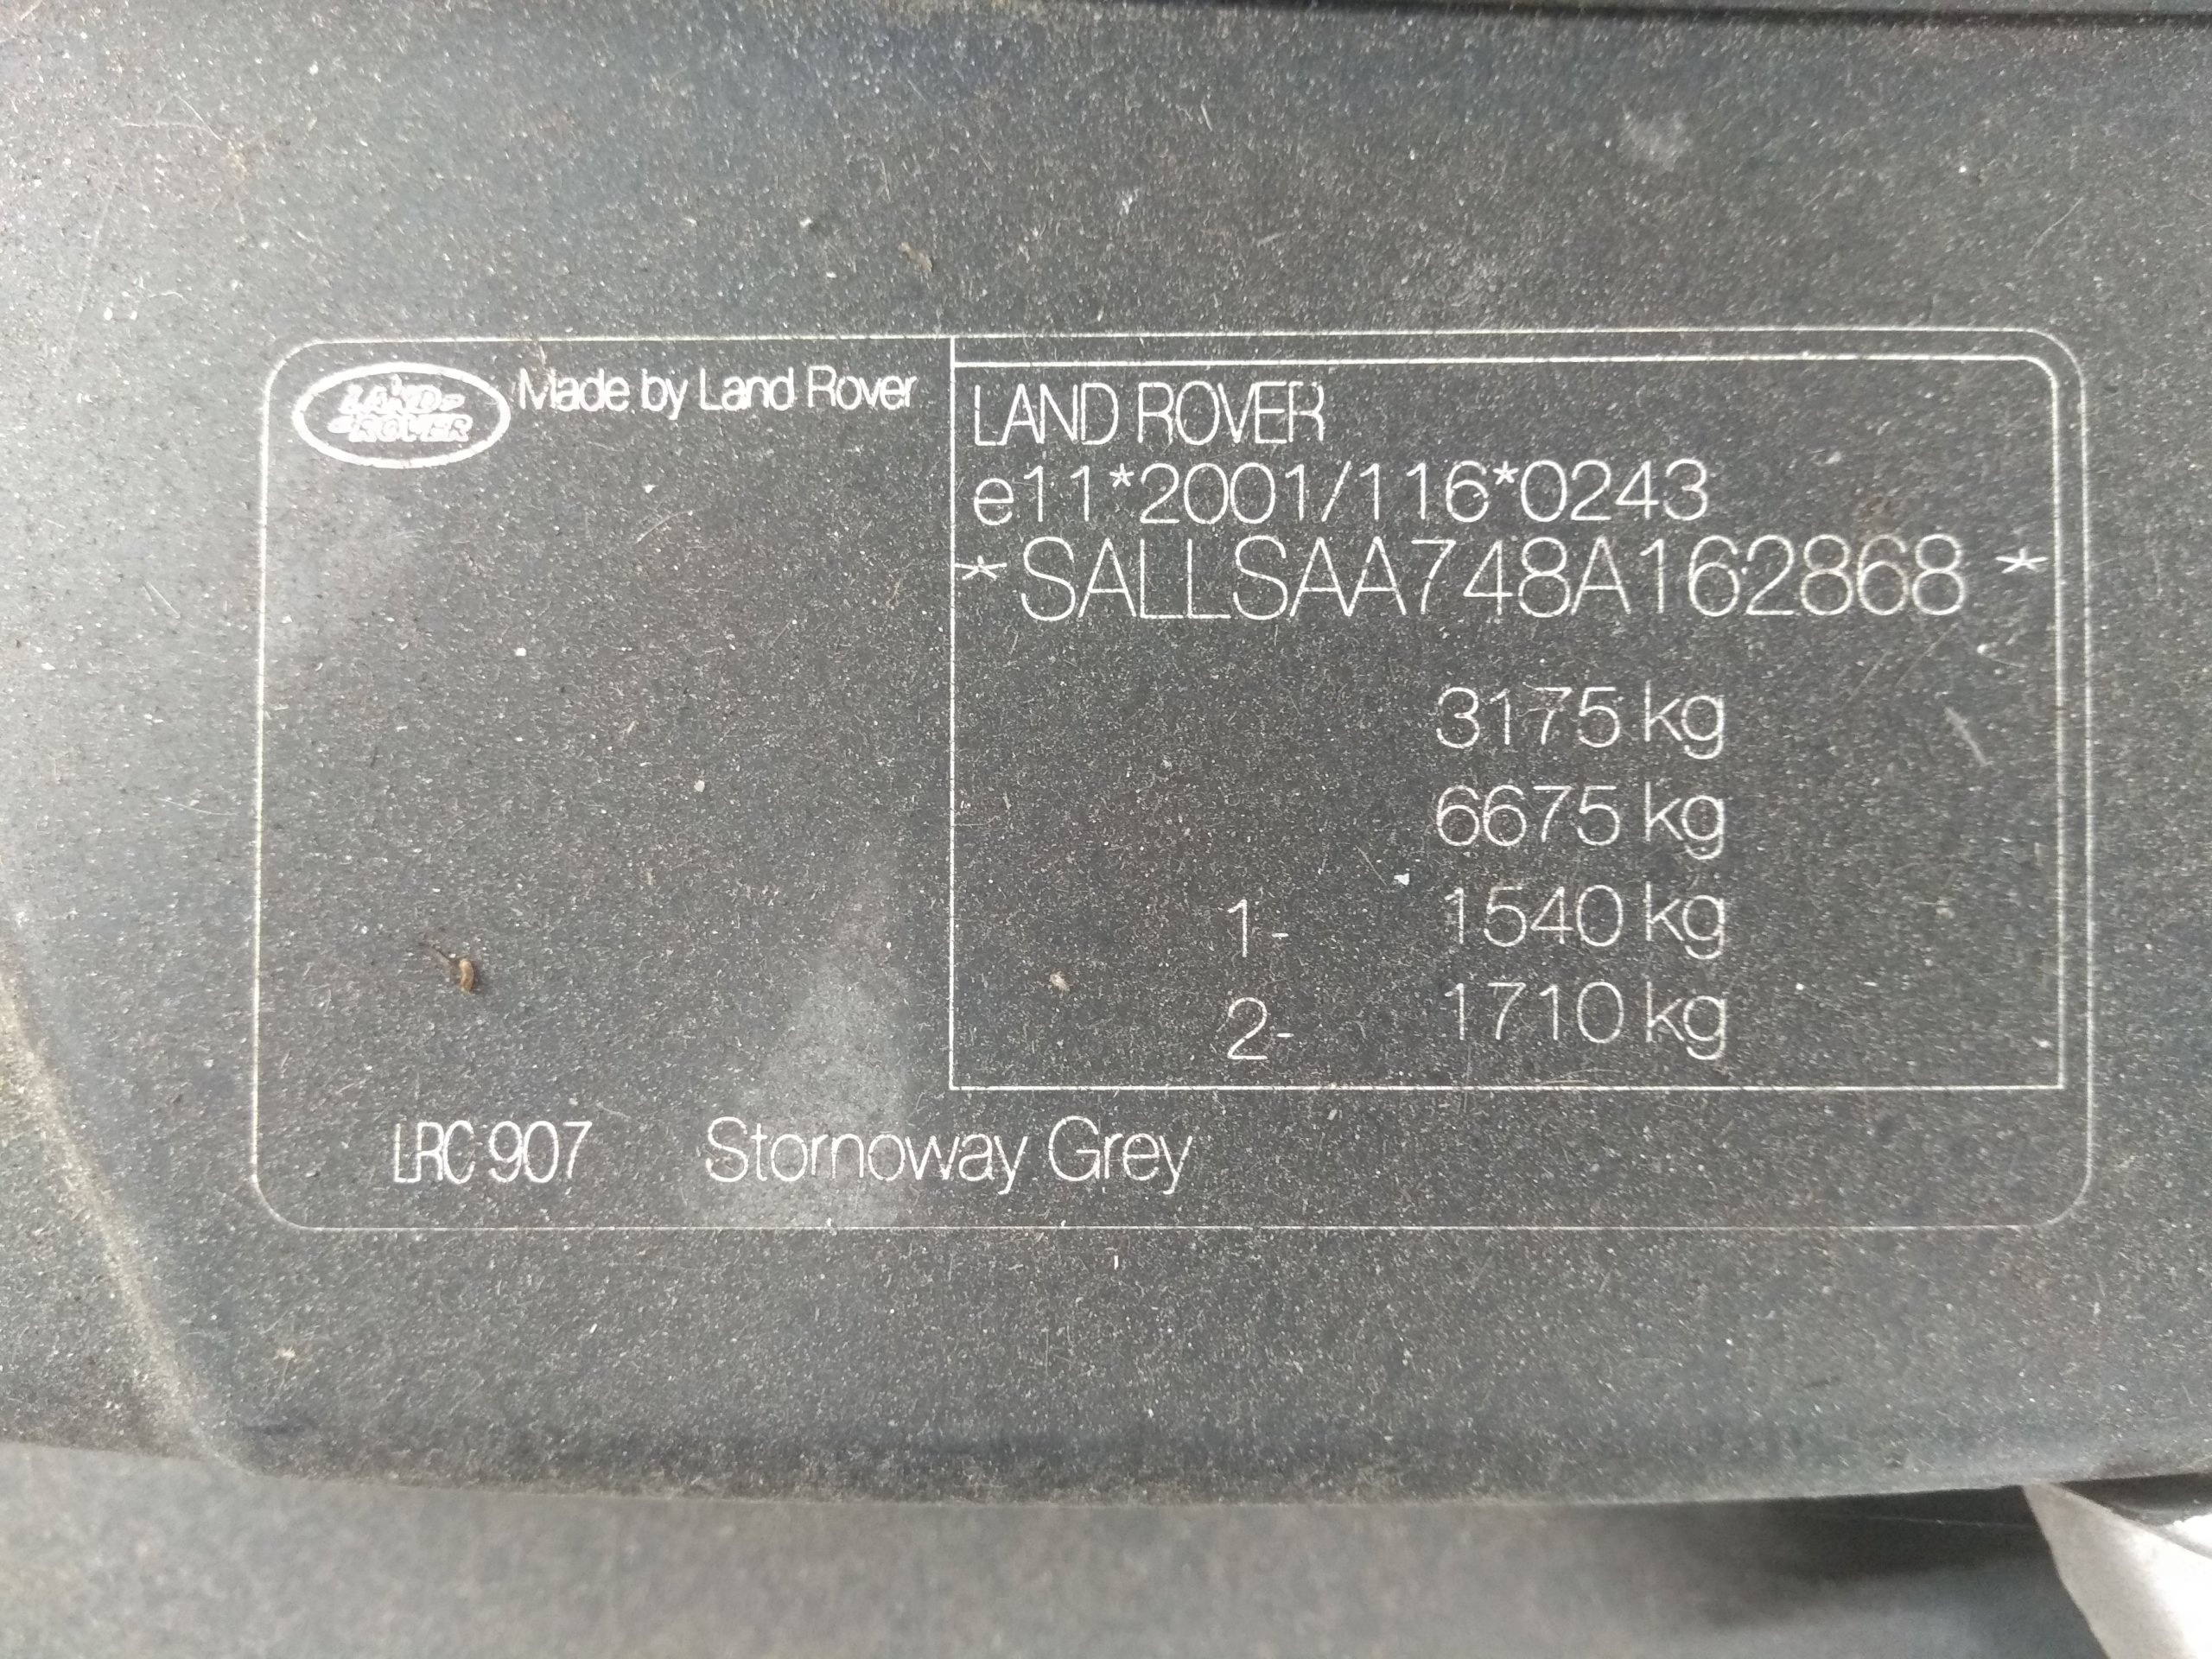 LAND ROVER
Made by Land Rover
LAND ROVER
e11*2001/116*0243
*SALLSAA748A162868*
3175 kg
6675 kg
1- 1540 kg
2- 1710 kg
LRC 907 Stornoway Grey